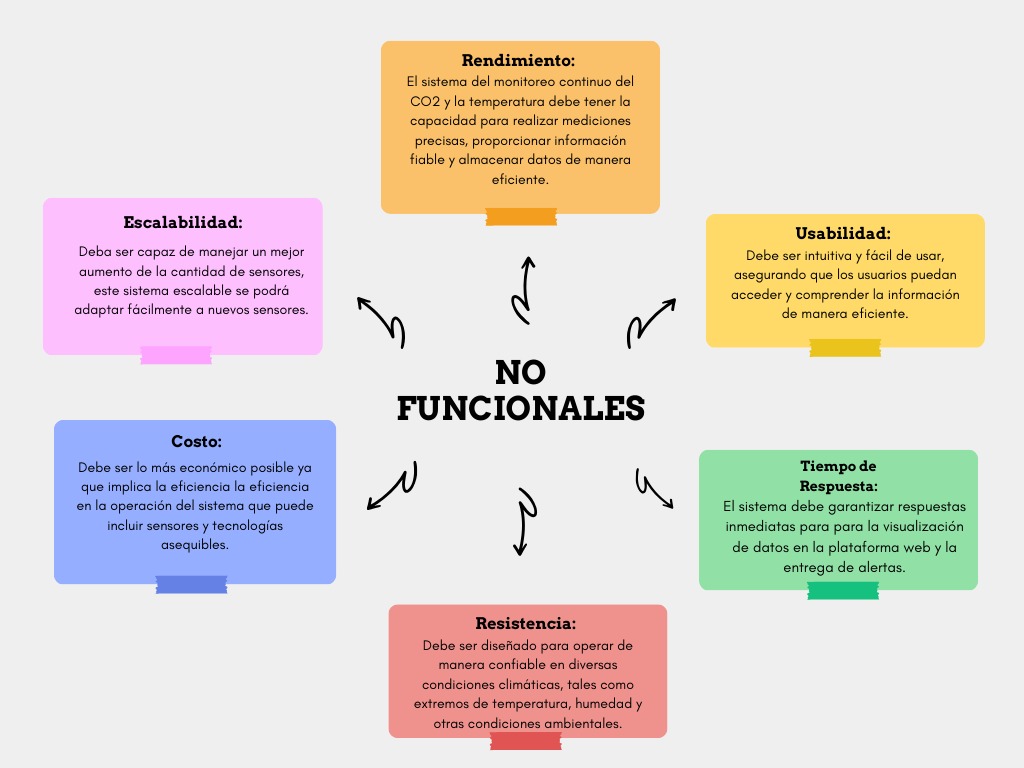 Rendimiento:
El sistema del monitoreo continuo del
CO2 y la temperatura debe tener la
capacidad para realizar mediciones
precisas, proporcionar información
fiable y almacenar datos de manera
eficiente.
Escalabilidad:
Deba ser capaz de manejar un mejor
aumento de la cantidad de sensores,
este sistema escalable se podrá
adaptar fácilmente a nuevos sensores.
Usabilidad:
Debe ser intuitiva y fácil de usar,
asegurando que los usuarios puedan
acceder y comprender la información
de manera eficiente.
NO
FUNCIONALES
Costo:
Debe ser lo más económico posible ya
que implica la eficiencia la eficiencia
en la operación del sistema que puede
incluir sensores y tecnologías
asequibles.
Tiempo de
Respuesta:
El sistema debe garantizar respuestas
inmediatas para para la visualización
de datos en la plataforma web y la
entrega de alertas.
Resistencia:
Debe ser diseñado para operar de
manera confiable en diversas
condiciones climáticas, tales como
extremos de temperatura, humedad y
otras condiciones ambientales.